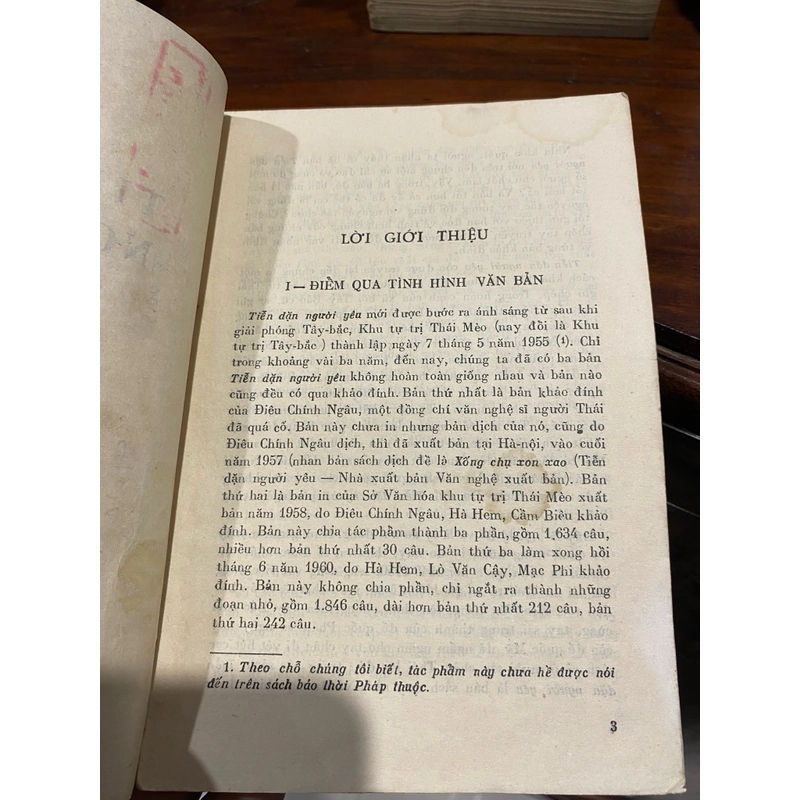 LỜI GIỚI THIỆU
I — ĐIỂM QUA TÌNH HÌNH VĂN BẢN
Tiễn dặn người yêu mới được bước ra ánh sáng từ sau khi
giải phóng Tây-bắc, Khu tự trị Thái Mèo (nay đổi là Khu
tự trị Tây-bắc ) thành lập ngày 7 tháng 5 năm 1955 (1). Chỉ
trong khoảng vài ba năm, đến nay, chúng ta đã có ba bản
Tiễn dặn người yêu không hoàn toàn giống nhau và bản nào
cũng đều có qua khảo đính. Bản thứ nhất là bản khảo đính
của Điêu Chính Ngâu, một đồng chí văn nghệ sĩ người Thái
đã quá cố. Bản này chưa in nhưng bản dịch của nó, cũng do
Điêu Chính Ngâu dịch, thì đã xuất bản tại Hà-nội, vào cuối
năm 1957 (nhan bản sách dịch đề là Xống chụ xon xao (Tiễn
dặn người yêu — Nhà xuất bản Văn nghệ xuất bản). Bản
thứ hai là bản in của Sở Văn hóa khu tự trị Thái Mèo xuất
bản năm 1958, do Điêu Chính Ngâu, Hà Hem, Cầm Biêu khảo
đính. Bản này chia tác phẩm thành ba phần, gồm 1.634 câu,
nhiều hơn bản thứ nhất 30 câu. Bản thứ ba làm xong hồi
tháng 6 năm 1960, do Hà Hem, Lò Văn Cậy, Mạc Phi khảo
đính. Bản này không chia phần, chỉ ngắt ra thành những
đoạn nhỏ, gồm 1.846 câu, dài hơn bản thứ nhất 212 câu, bản
thứ hai 242 câu.
1. Theo chỗ chúng tôi biết, tác phẩm này chưa hề được nói
đến trên sách báo thời Pháp thuộc.
3